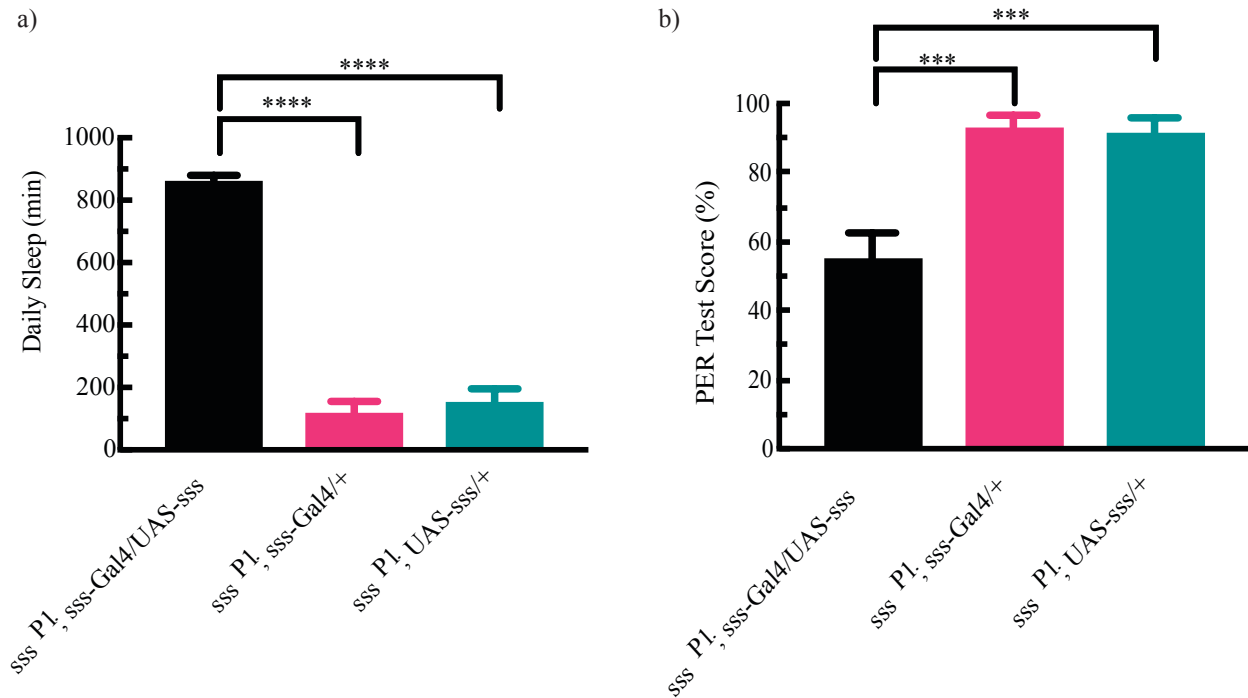 a)
****
****
1000
800
600
400
200
0
Daily Sleep (min)
sss P1; sss-Gal4/UAS-sss
sss P1; sss-Gal4/+
sss P1; UAS-sss/+
b)
***
***
100
80
60
40
20
0
PER Test Score (%)
sss P1; sss-Gal4/UAS-sss
sss P1; sss-Gal4/+
sss P1; UAS-sss/+